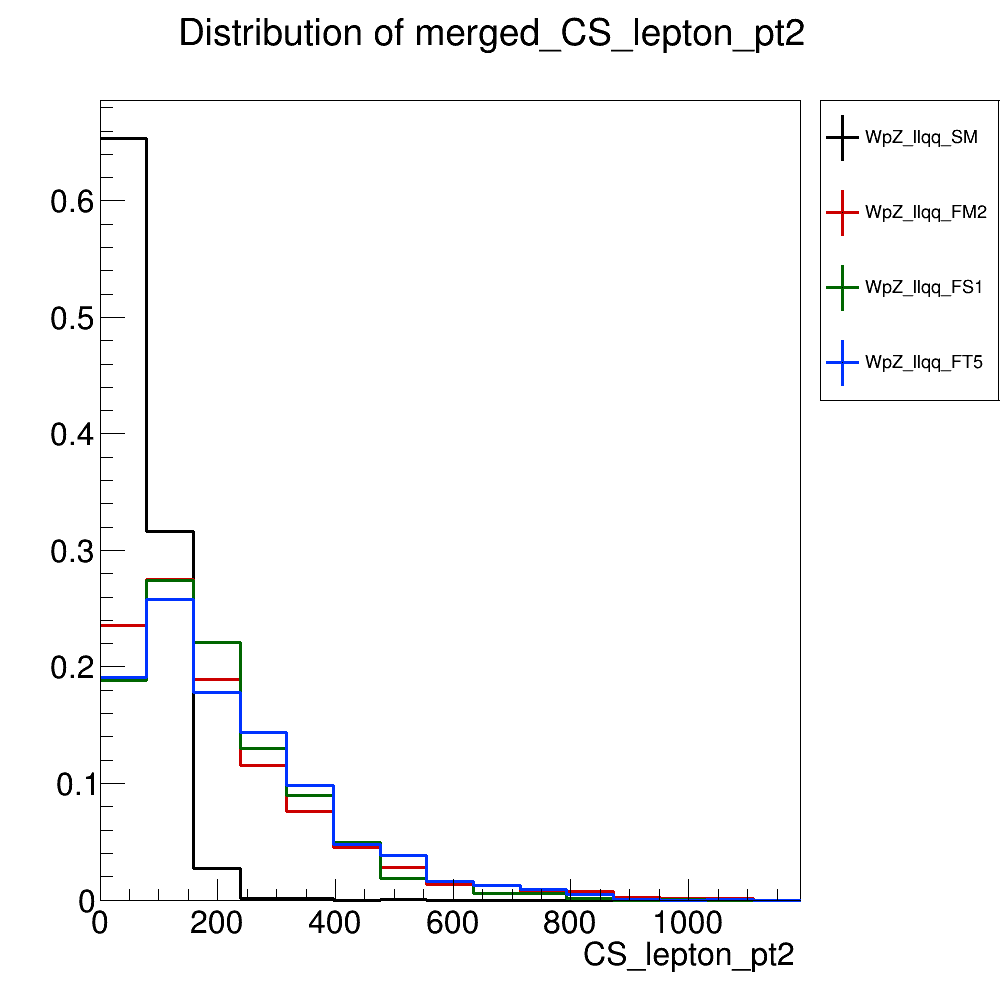 Distribution of merged_CS_lepton_pt2
WpZ_llqq_SM
WpZ_llqq_FM2
WpZ_llqq_FS1
WpZ_llqq_FT5
0.6
0.5
0.4
0.3
0.2
0.1
0
0 200 400 600 800 1000
CS_lepton_pt2